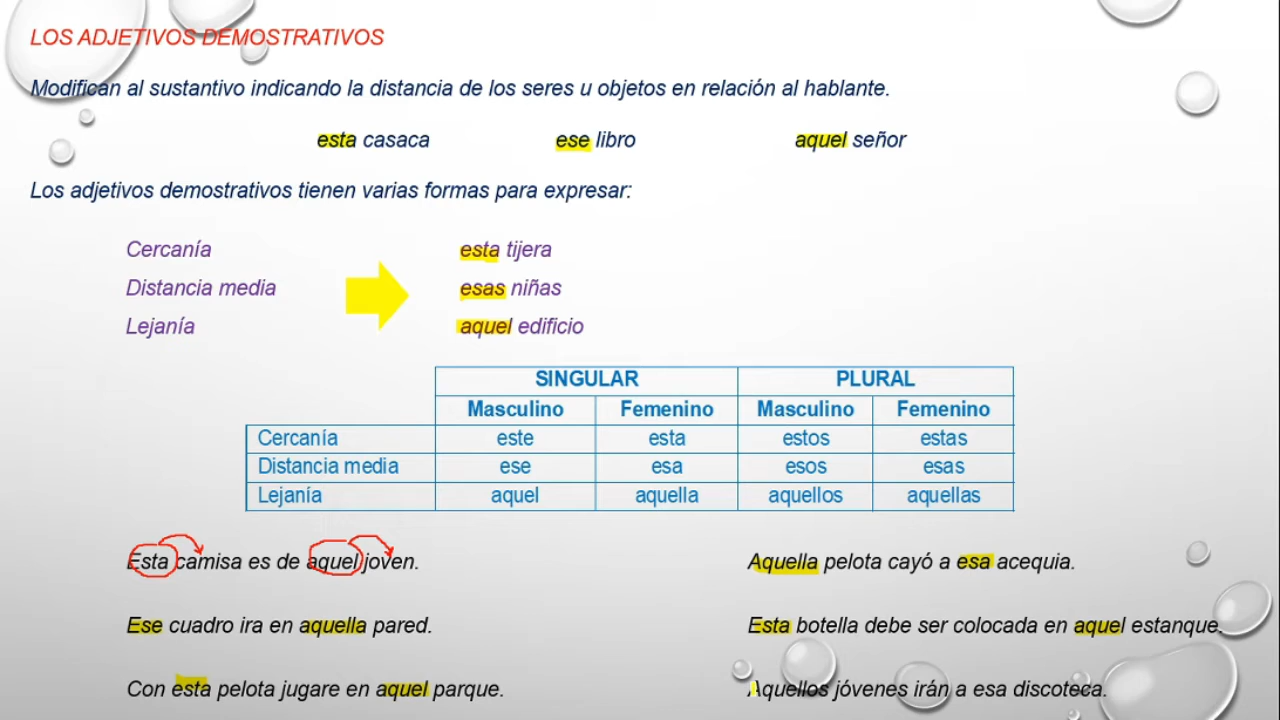 LOS ADJETIVOS DEMOSTRATIVOS
Modifican al sustantivo indicando la distancia de los seres u objetos en relación al hablante.
esta casaca ese libro aquel señor
Los adjetivos demostrativos tienen varias formas para expresar:
Cercanía esta tijera
Distancia media esas niñas
Lejanía aquel edificio
SINGULAR PLURAL
Masculino Femenino Masculino Femenino
Cercanía este esta estos estas
Distancia media ese esa esos esas
Lejanía aquel aquella aquellos aquellas
Esta camisa es de aquel joven. Aquella pelota cayó a esa acequia.
Ese cuadro ira en aquella pared. Esta botella debe ser colocada en aquel estanque.
Con esta pelota jugare en aquel parque. Aquellos jóvenes irán a esa discoteca.